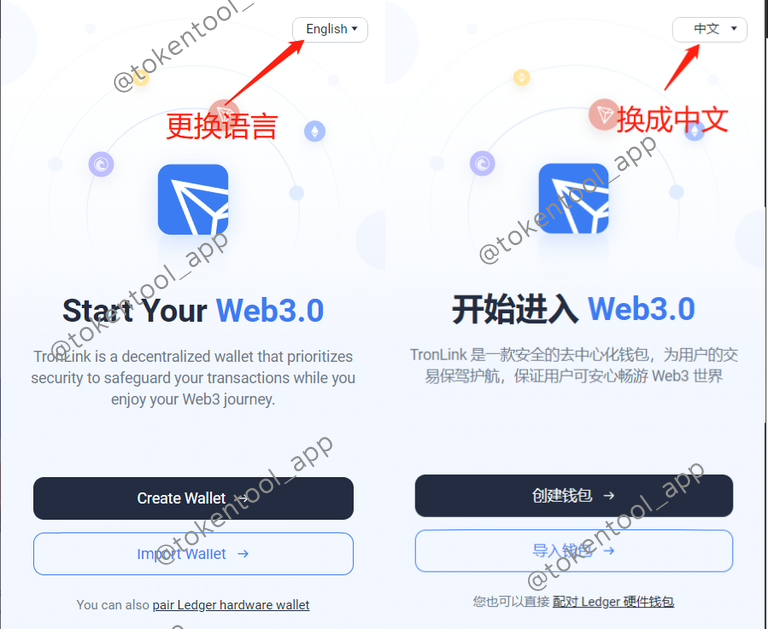 English
@tokentool_app
更换语言
@tokentool_app
Start Your Web3.0
TronLink is a decentralized wallet that prioritizes
security to safeguard your transactions while you
enjoy your Web3 journey.
@tokentool_app
Create Wallet →
Import Wallet →
You can also pair Ledger hardware wallet
中文
换成中文
@tokentool_app
开始进入 Web3.0
TronLink 是一款安全的去中心化钱包，为用户的交
易保驾护航，保证用户可安心畅游 Web3 世界
@tokentool_app
创建钱包 →
导入钱包 →
您也可以直接 配对 Ledger 硬件钱包